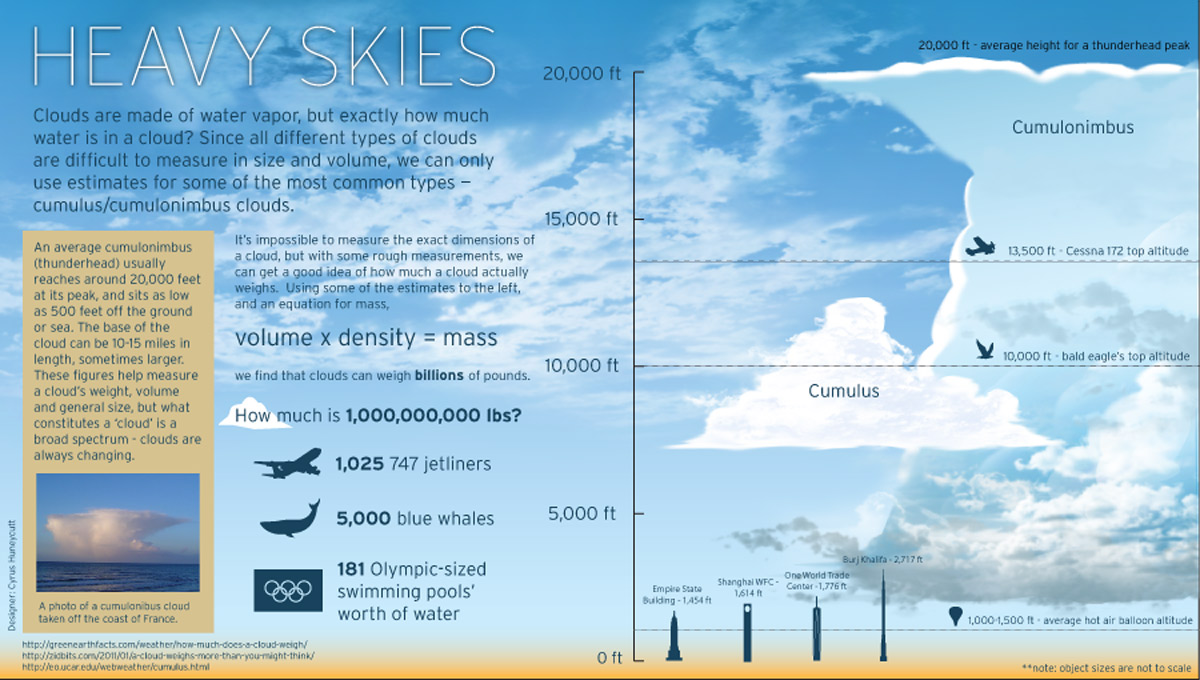 HEAVY SKIES
Clouds are made of water vapor, but exactly how much
water is in a cloud? Since all different types of clouds
are difficult to measure in size and volume, we can only
use estimates for some of the most common types –
cumulus/cumulonimbus clouds.
An average cumulonimbus
(thunderhead) usually
reaches around 20,000 feet
at its peak, and sits as low
as 500 feet off the ground
or sea. The base of the
cloud can be 10-15 miles in
length, sometimes larger.
These figures help measure
a cloud's weight, volume
and general size, but what
constitutes a 'cloud' is a
broad spectrum - clouds are
always changing.
A photo of a cumulonibus cloud
taken off the coast of France.
Designer: Cyrus Huneycutt
It's impossible to measure the exact dimensions of
a cloud, but with some rough measurements, we
can get a good idea of how much a cloud actually
weighs. Using some of the estimates to the left,
and an equation for mass,
volume x density = mass
we find that clouds can weigh billions of pounds.
How much is 1,000,000,000 lbs?
1,025 747 jetliners
5,000 blue whales
181 Olympic-sized
swimming pools'
worth of water
http://greenearthfacts.com/weather/how-much-does-a-cloud-weigh/
http://zidbits.com/2011/01/a-cloud-weighs-more-than-you-might-think/
http://eo.ucar.edu/webweather/cumulus.html
20,000 ft
15,000 ft
10,000 ft
5,000 ft
0 ft
20,000 ft - average height for a thunderhead peak
Cumulonimbus
13,500 ft - Cessna 172 top altitude
10,000 ft - bald eagle's top altitude
Cumulus
Empire State
Building - 1,454 ft
Shanghai WFC -
1,614 ft
One World Trade
Center - 1,776 ft
Burj Khalifa - 2,717 ft
1,000-1,500 ft - average hot air balloon altitude
**note: object sizes are not to scale